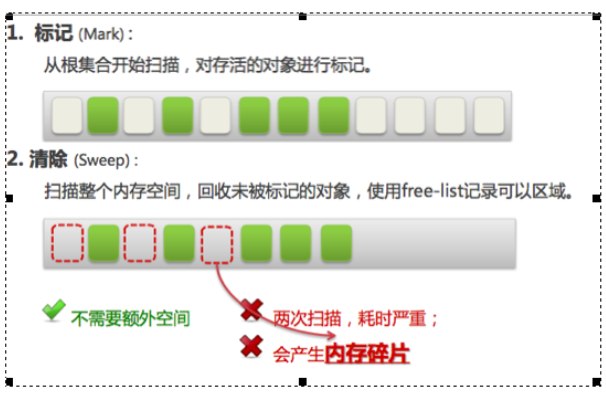 1. 标记 (Mark)：
从根集合开始扫描，对存活的对象进行标记。
2. 清除 (Sweep)：
扫描整个内存空间，回收未被标记的对象，使用free-list记录可以区域。
不需要额外空间
两次扫描，耗时严重；
会产生内存碎片